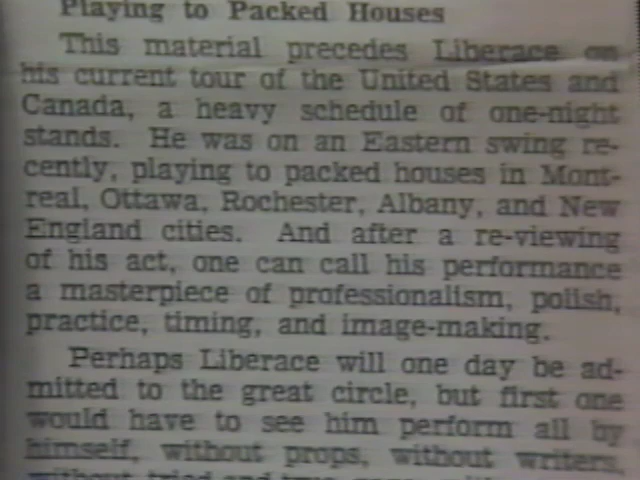 Playing to Packed Houses
This material precedes Liberace on
his current tour of the United States and
Canada, a heavy schedule of one-night
stands. He was on an Eastern swing re-
cently, playing to packed houses in Mont-
real, Ottawa, Rochester, Albany, and New
England cities. And after a re-viewing
of his act, one can call his performance
a masterpiece of professionalism, polish,
practice, timing, and image-making.
Perhaps Liberace will one day be ad-
mitted to the great circle, but first one
would have to see him perform all by
himself, without props, without writers,
without tried and true